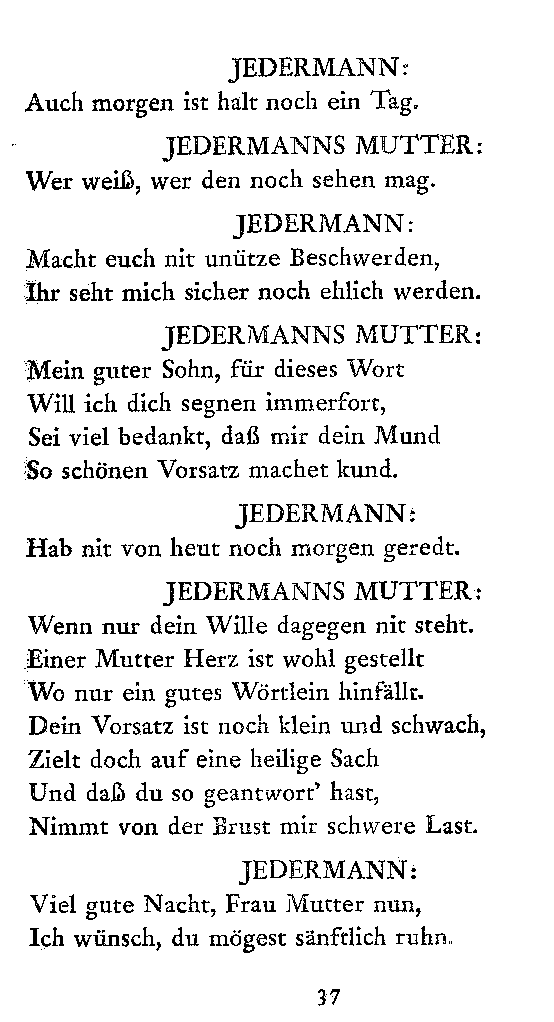 JEDERMANN:
Auch morgen ist halt noch ein Tag.
JEDERMANNS MUTTER:
Wer weiß, wer den noch sehen mag.
JEDERMANN:
Macht euch nit unütze Beschwerden,
Ihr seht mich sicher noch ehlich werden.
JEDERMANNS MUTTER:
Mein guter Sohn, für dieses Wort
Will ich dich segnen immerfort,
Sei viel bedankt, daß mir dein Mund
So schönen Vorsatz machet kund.
JEDERMANN:
Hab nit von heut noch morgen geredt.
JEDERMANNS MUTTER:
Wenn nur dein Wille dagegen nit steht.
Einer Mutter Herz ist wohl gestellt
Wo nur ein gutes Wörtlein hinfällt.
Dein Vorsatz ist noch klein und schwach,
Zielt doch auf eine heilige Sach
Und daß du so geantwort’ hast,
Nimmt von der Brust mir schwere Last.
JEDERMANN:
Viel gute Nacht, Frau Mutter nun,
Ich wünsch, du mögest sänftlich ruhn.
37